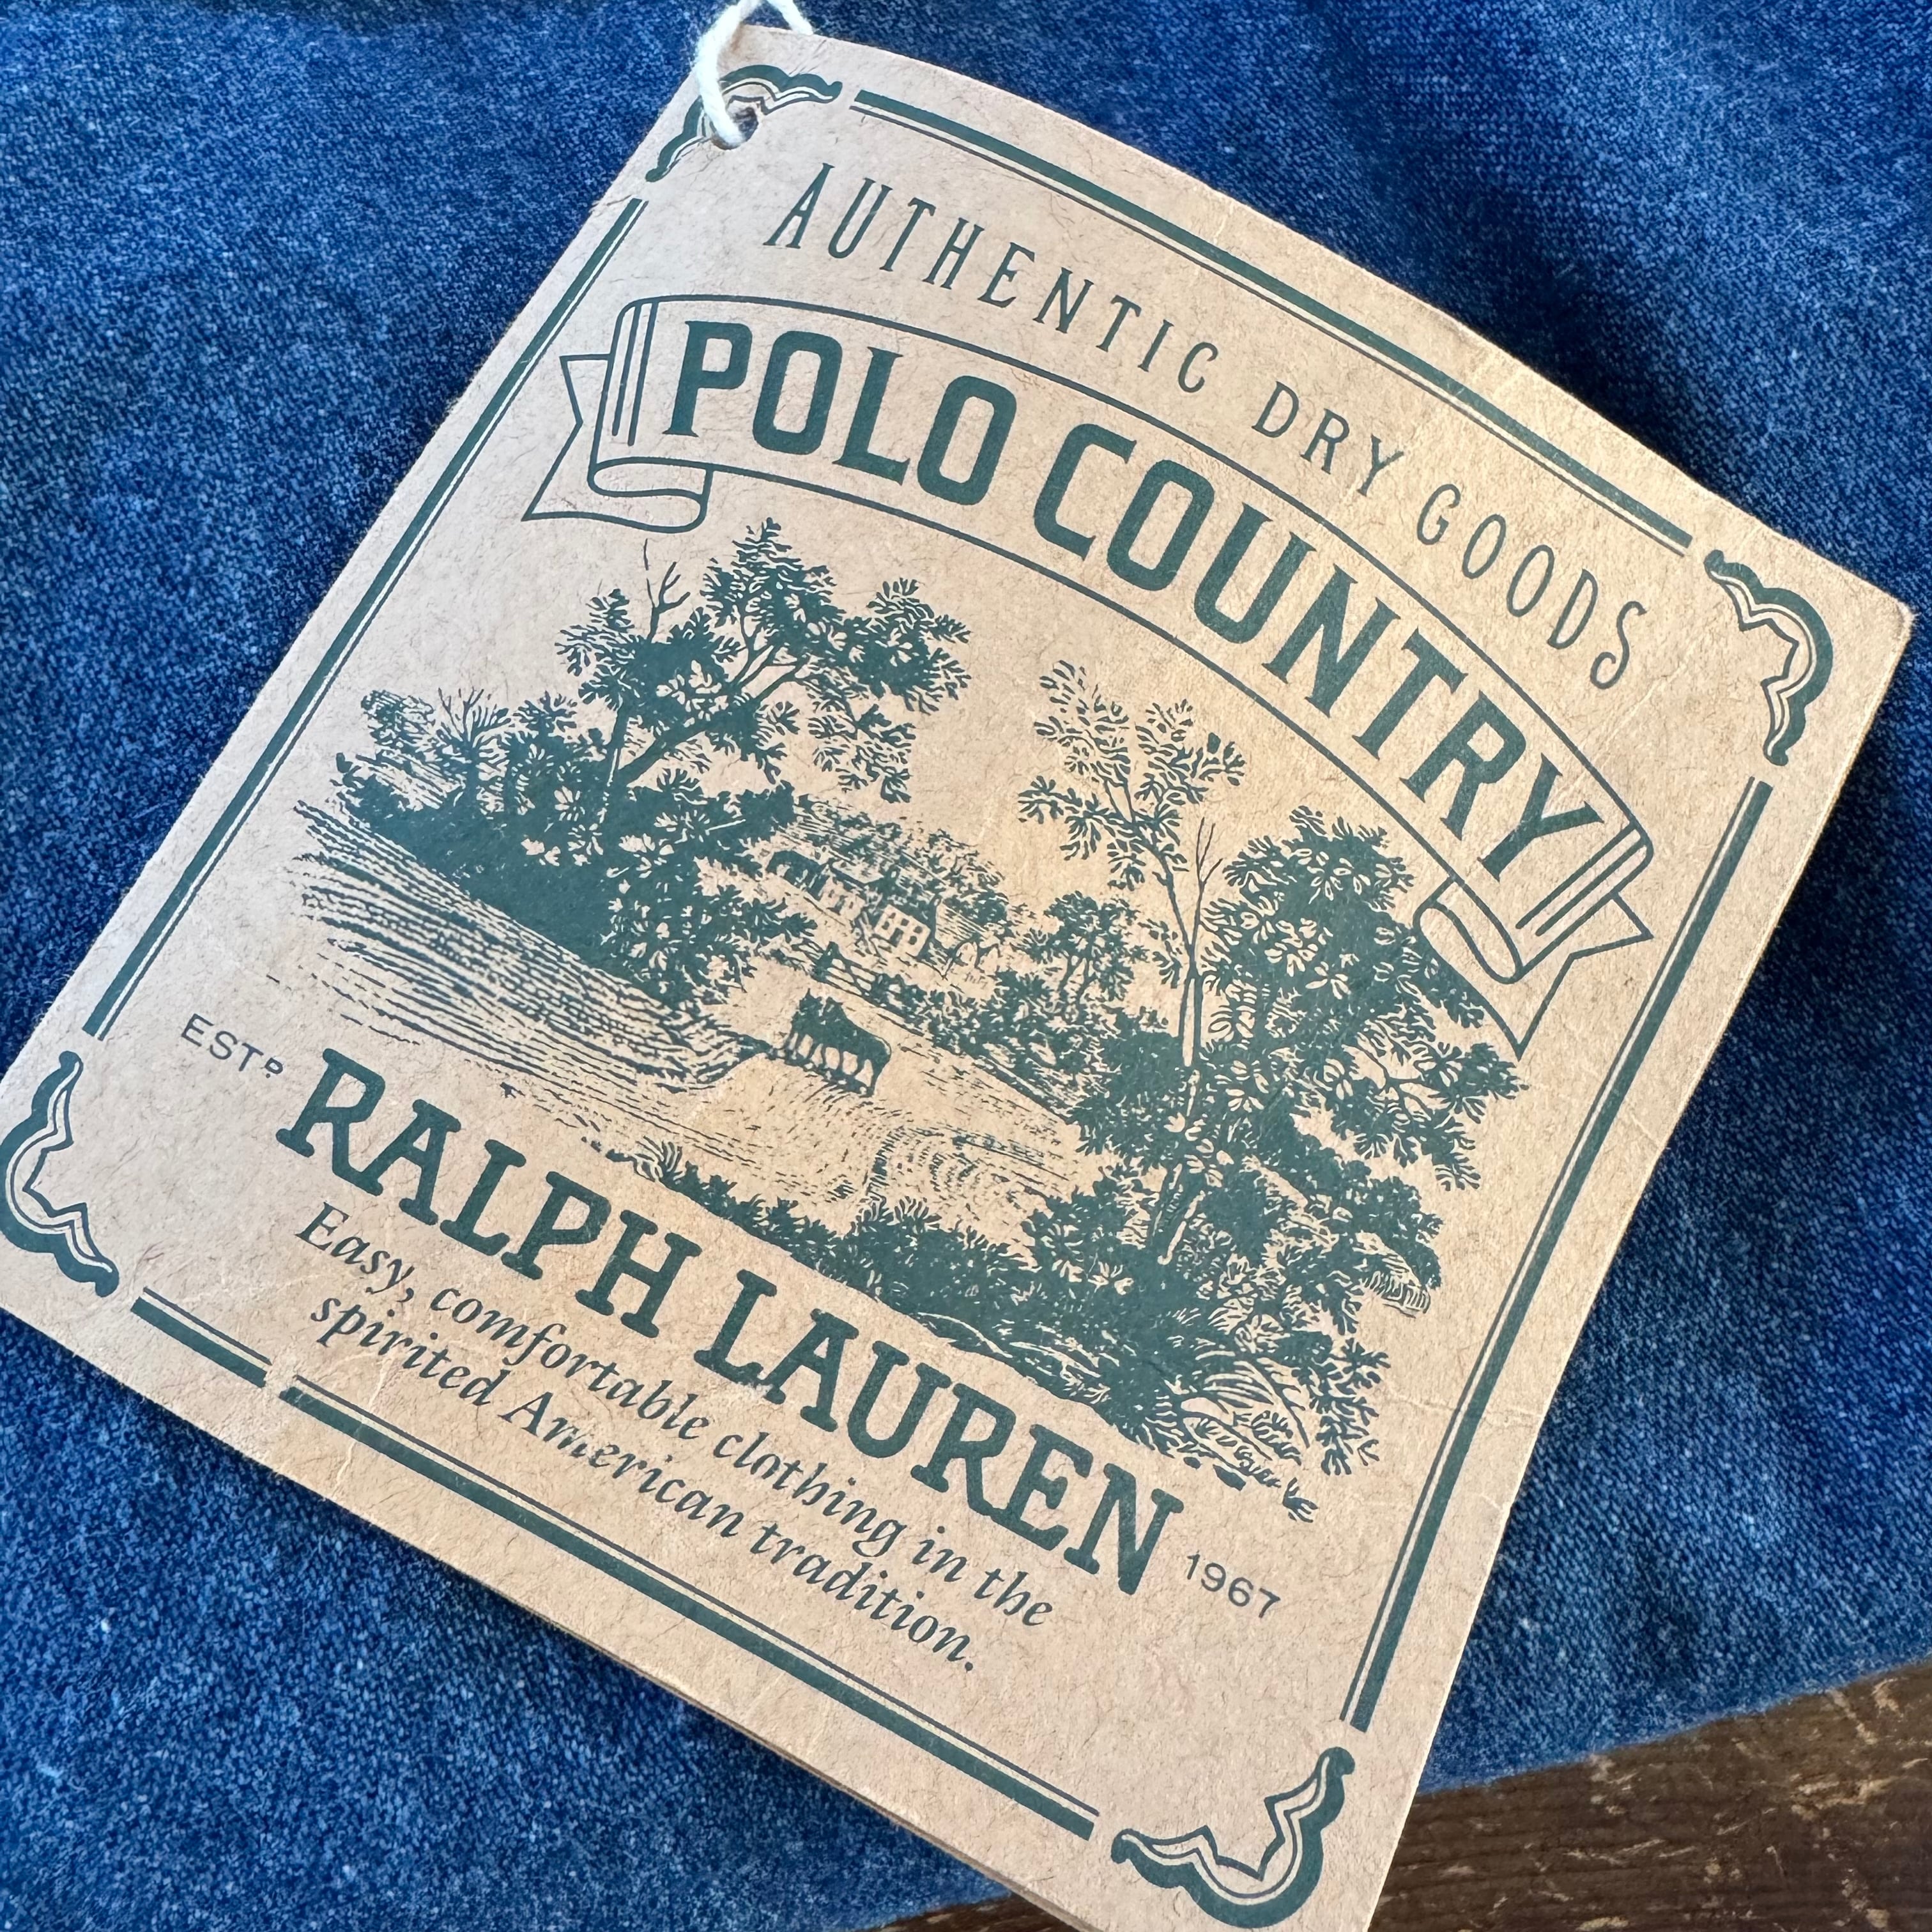 AUTHENTIC DRY GOODS
POLO COUNTRY
ESTD RALPH LAUREN 1967
Easy, comfortable clothing in the
spirited American tradition.